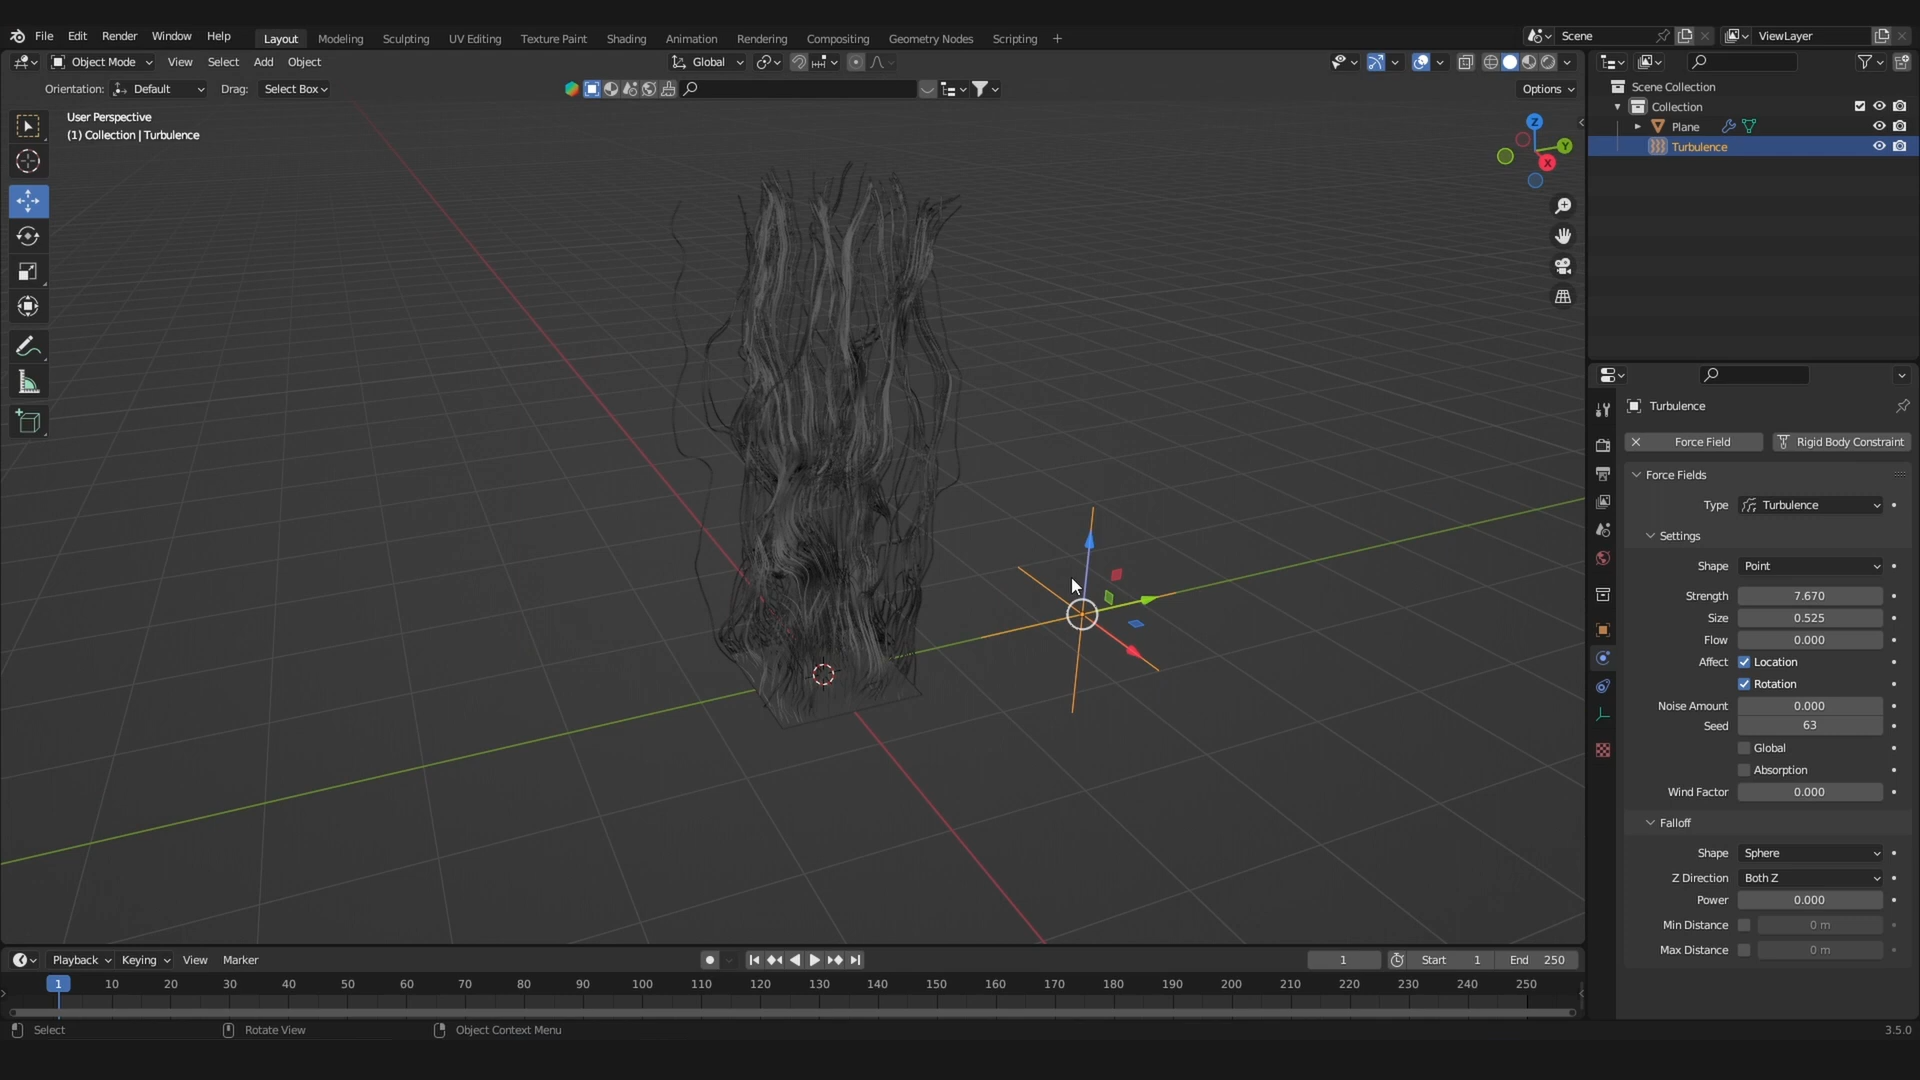 File Edit Render Window Help Layout Modeling Sculpting UV Editing Texture Paint Shading Animation Rendering Compositing Geometry Nodes Scripting + Scene ViewLayer
Object Mode View Select Add Object Global
Orientation: Default Drag: Select Box Options
User Perspective
(1) Collection | Turbulence
Z
Y
X
Scene Collection
Collection
Plane
Turbulence
Turbulence
Force Field Rigid Body Constraint
Force Fields
Type Turbulence
Settings
Shape Point
Strength 7.670
Size 0.525
Flow 0.000
Affect Location
Rotation
Noise Amount 0.000
Seed 63
Global
Absorption
Wind Factor 0.000
Falloff
Shape Sphere
Z Direction Both Z
Power 0.000
Min Distance 0 m
Max Distance 0 m
Playback Keying View Marker 1 Start 1 End 250
1 10 20 30 40 50 60 70 80 90 100 110 120 130 140 150 160 170 180 190 200 210 220 230 240 250
Select Rotate View Object Context Menu 3.5.0